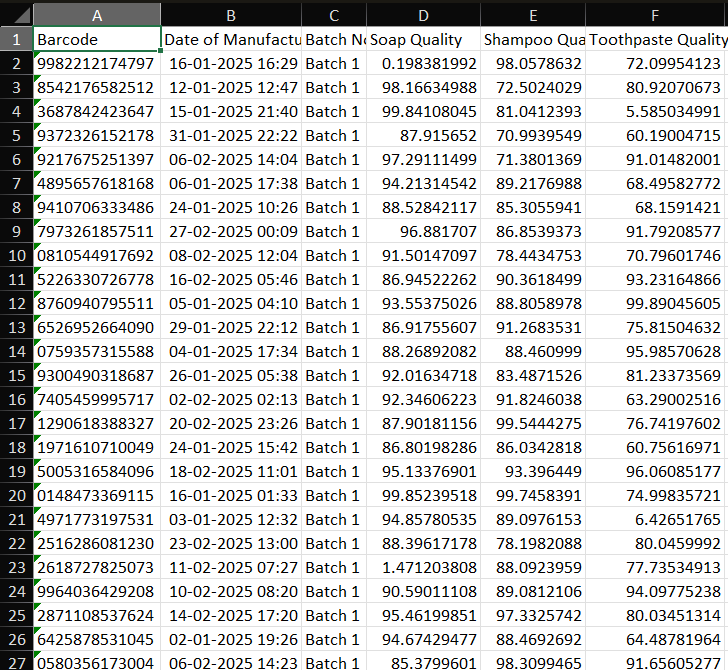 A B C D E F
1 Barcode Date of Manufactu Batch No Soap Quality Shampoo Qua Toothpaste Quality
2 9982212174797 16-01-2025 16:29 Batch 1 0.198381992 98.0578632 72.09954123
3 8542176582512 12-01-2025 12:47 Batch 1 98.16634988 72.5024029 80.92070673
4 3687842423647 15-01-2025 21:40 Batch 1 99.84108045 81.0412393 5.585034991
5 9372326152178 31-01-2025 22:22 Batch 1 87.915652 70.9939549 60.19004715
6 9217675251397 06-02-2025 14:04 Batch 1 97.29111499 71.3801369 91.01482001
7 4895657618168 06-01-2025 17:38 Batch 1 94.21314542 89.2176988 68.49582772
8 9410706333486 24-01-2025 10:26 Batch 1 88.52842117 85.3055941 68.1591421
9 7973261857511 27-02-2025 00:09 Batch 1 96.881707 86.8539373 91.79208577
10 0810544917692 08-02-2025 12:04 Batch 1 91.50147097 78.4434753 70.79601746
11 5226330726778 16-02-2025 05:46 Batch 1 86.94522262 90.3618499 93.23164866
12 8760940795511 05-01-2025 04:10 Batch 1 93.55375026 88.8058978 99.89045605
13 6526952664090 29-01-2025 22:12 Batch 1 86.91755607 91.2683531 75.81504632
14 0759357315588 04-01-2025 17:34 Batch 1 88.26892082 88.460999 95.98570628
15 9300490318687 26-01-2025 05:38 Batch 1 92.01634718 83.4871526 81.23373569
16 7405459995717 02-02-2025 02:13 Batch 1 92.34606223 91.8246038 63.29002516
17 1290618388327 20-02-2025 23:26 Batch 1 87.90181156 99.5444275 76.74197602
18 1971610710049 24-01-2025 15:42 Batch 1 86.80198286 86.0342818 60.75616971
19 5005316584096 18-02-2025 11:01 Batch 1 95.13376901 93.396449 96.06085177
20 0148473369115 16-01-2025 01:33 Batch 1 99.85239518 99.7458391 74.99835721
21 4971773197531 03-01-2025 12:32 Batch 1 94.85780535 89.0976153 6.42651765
22 2516286081230 23-02-2025 13:00 Batch 1 88.39617178 78.1982088 80.0459992
23 2618727825073 11-02-2025 07:27 Batch 1 1.471203808 88.0923959 77.73534913
24 9964036429208 10-02-2025 08:20 Batch 1 90.59011108 89.0812106 94.09775238
25 2871108537624 14-02-2025 17:20 Batch 1 95.46199851 97.3325742 80.03451314
26 6425878531045 02-01-2025 19:26 Batch 1 94.67429477 88.4692692 64.48781964
27 0580356173004 06-02-2025 14:23 Batch 1 85.3799601 98.3099465 91.65605277